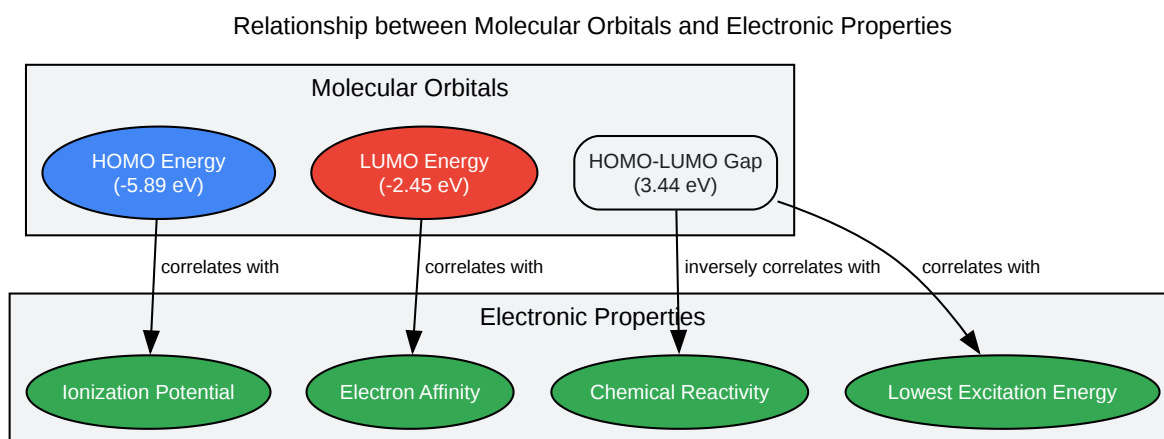 Relationship between Molecular Orbitals and Electronic Properties
Molecular Orbitals
HOMO Energy
(-5.89 eV)
LUMO Energy
(-2.45 eV)
HOMO-LUMO Gap
(3.44 eV)
correlates with
correlates with
inversely correlates with
correlates with
Electronic Properties
Ionization Potential
Electron Affinity
Chemical Reactivity
Lowest Excitation Energy